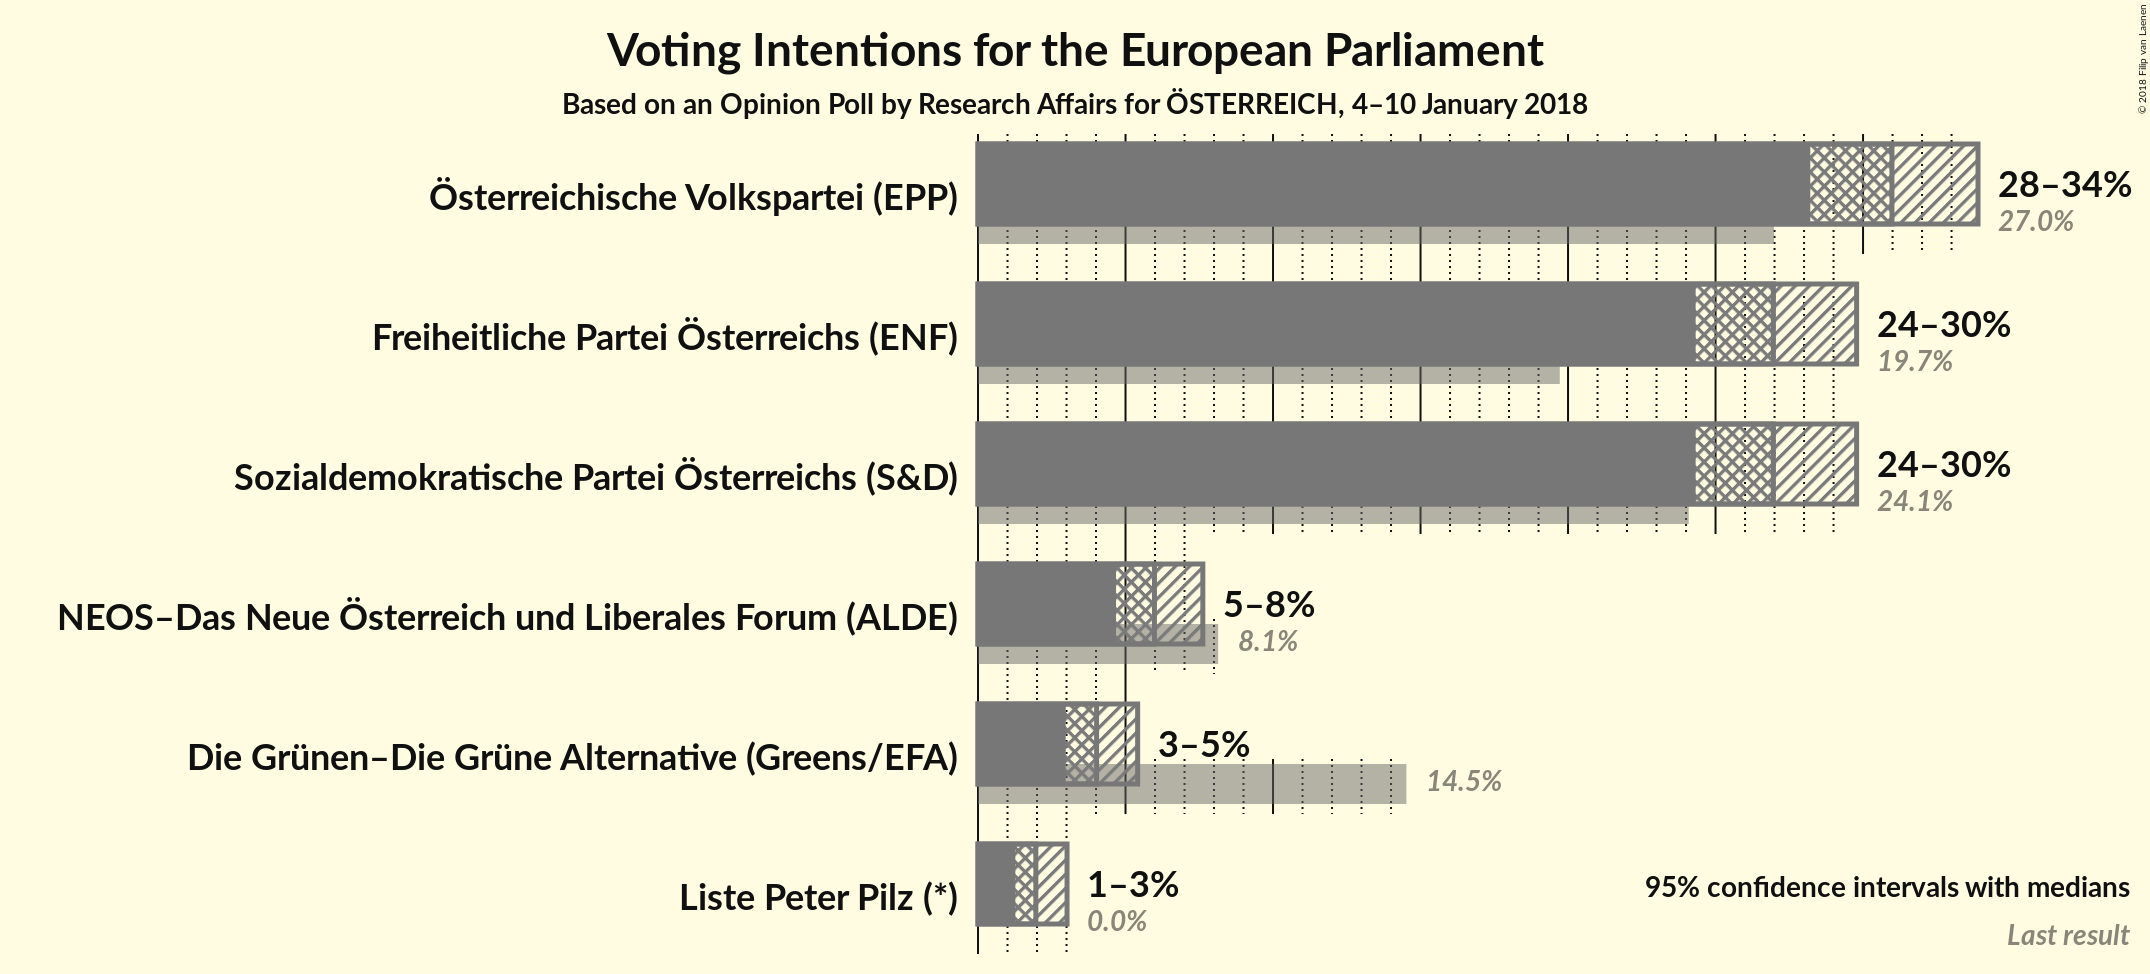 Voting Intentions for the European Parliament
Based on an Opinion Poll by Research Affairs for ÖSTERREICH, 4–10 January 2018
© 2018 Filip van Laenen
Österreichische Volkspartei (EPP)
28–34%
27.0%
Freiheitliche Partei Österreichs (ENF)
24–30%
19.7%
Sozialdemokratische Partei Österreichs (S&D)
24–30%
24.1%
NEOS–Das Neue Österreich und Liberales Forum (ALDE)
5–8%
8.1%
Die Grünen–Die Grüne Alternative (Greens/EFA)
3–5%
14.5%
Liste Peter Pilz (*)
1–3%
0.0%
95% confidence intervals with medians
Last result